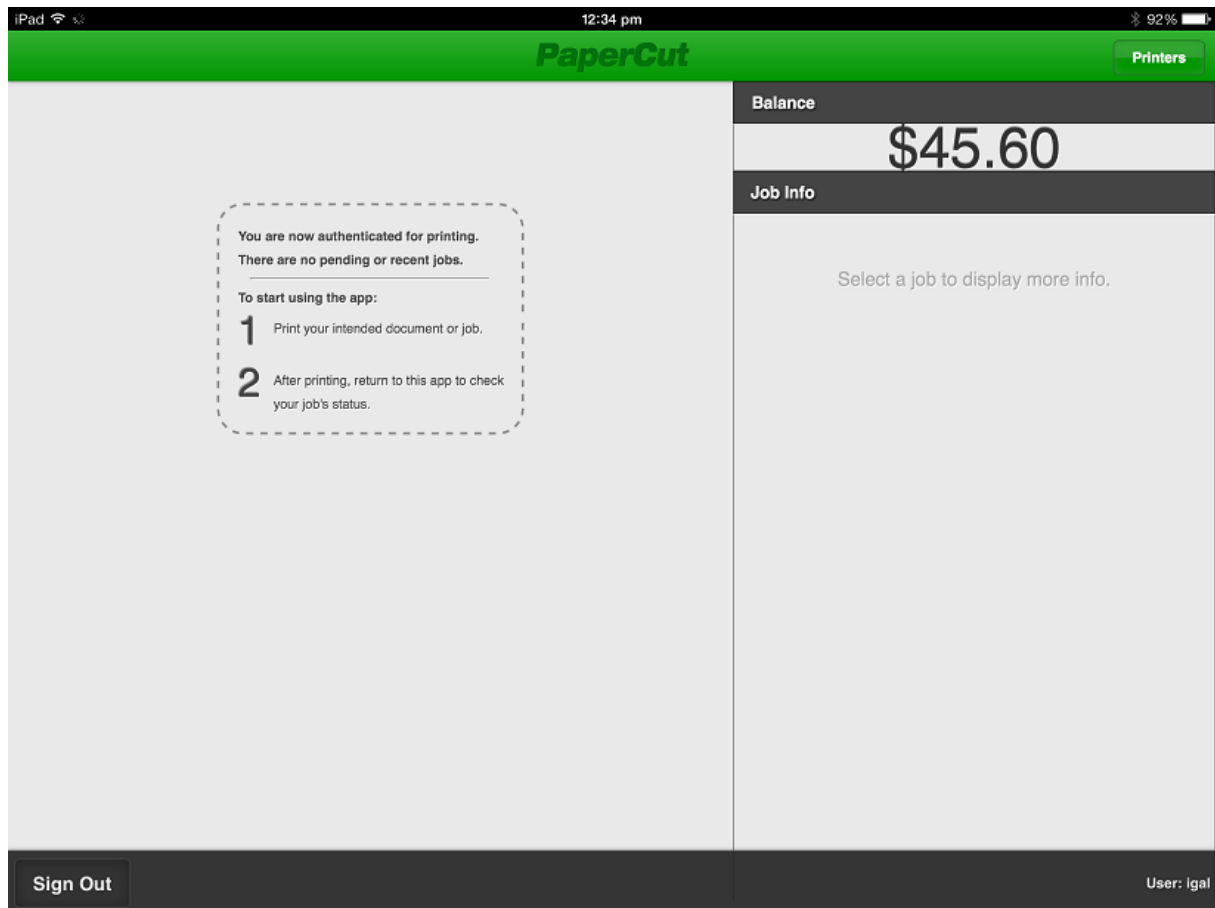 iPad 12:34 pm 92%
PaperCut
Printers
Balance
$45.60
Job Info
Select a job to display more info.
You are now authenticated for printing.
There are no pending or recent jobs.
To start using the app:
1 Print your intended document or job.
2 After printing, return to this app to check
your job's status.
Sign Out
User: igal